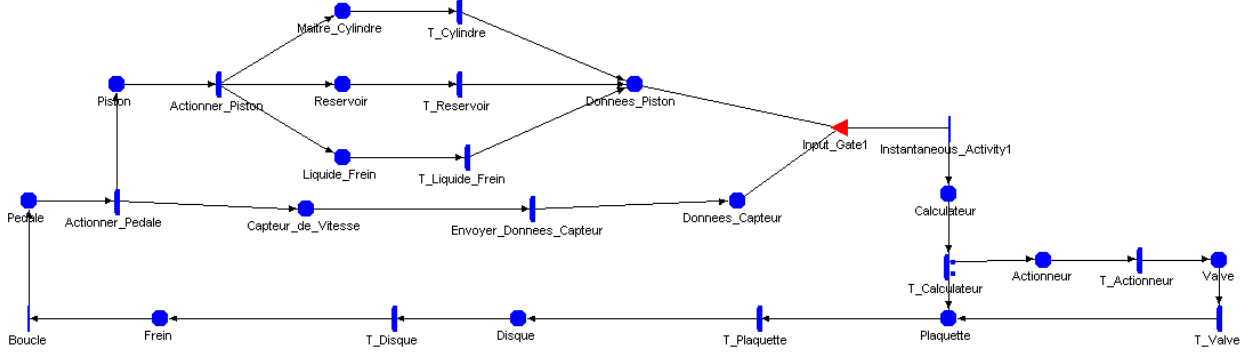 Maitre_Cylindre
T_Cylindre
Piston
Actionner_Piston
Reservoir
T_Reservoir
Donnees_Piston
Input_Gate1
Instantaneous_Activity1
Liquide_Frein
T_Liquide_Frein
Pedale
Actionner_Pedale
Capteur_de_Vitesse
Envoyer_Donnees_Capteur
Donnees_Capteur
Calculateur
T_Calculateur
Actionneur
T_Actionneur
Valve
Boucle
Frein
T_Disque
Disque
T_Plaquette
Plaquette
T_Valve